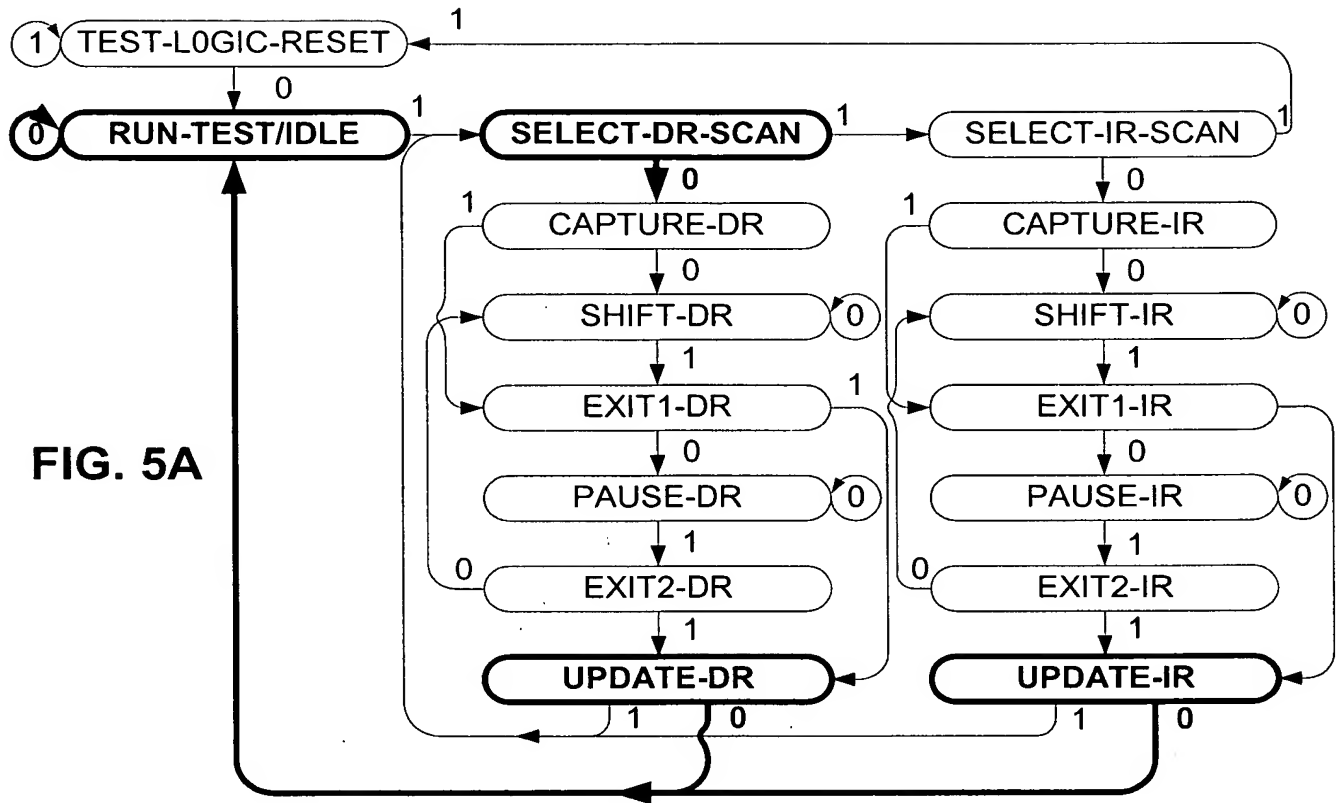 1
1 TEST-L0GIC-RESET
0
0 RUN-TEST/IDLE 1 SELECT-DR-SCAN 1 SELECT-IR-SCAN 1
0 0
1 CAPTURE-DR 1 CAPTURE-IR
0 0
SHIFT-DR 0 SHIFT-IR 0
1 1
EXIT1-DR 1 EXIT1-IR
0 0
FIG. 5A
PAUSE-DR 0 PAUSE-IR 0
1 1
0 EXIT2-DR 0 EXIT2-IR
1 1
UPDATE-DR UPDATE-IR
1 0 1 0